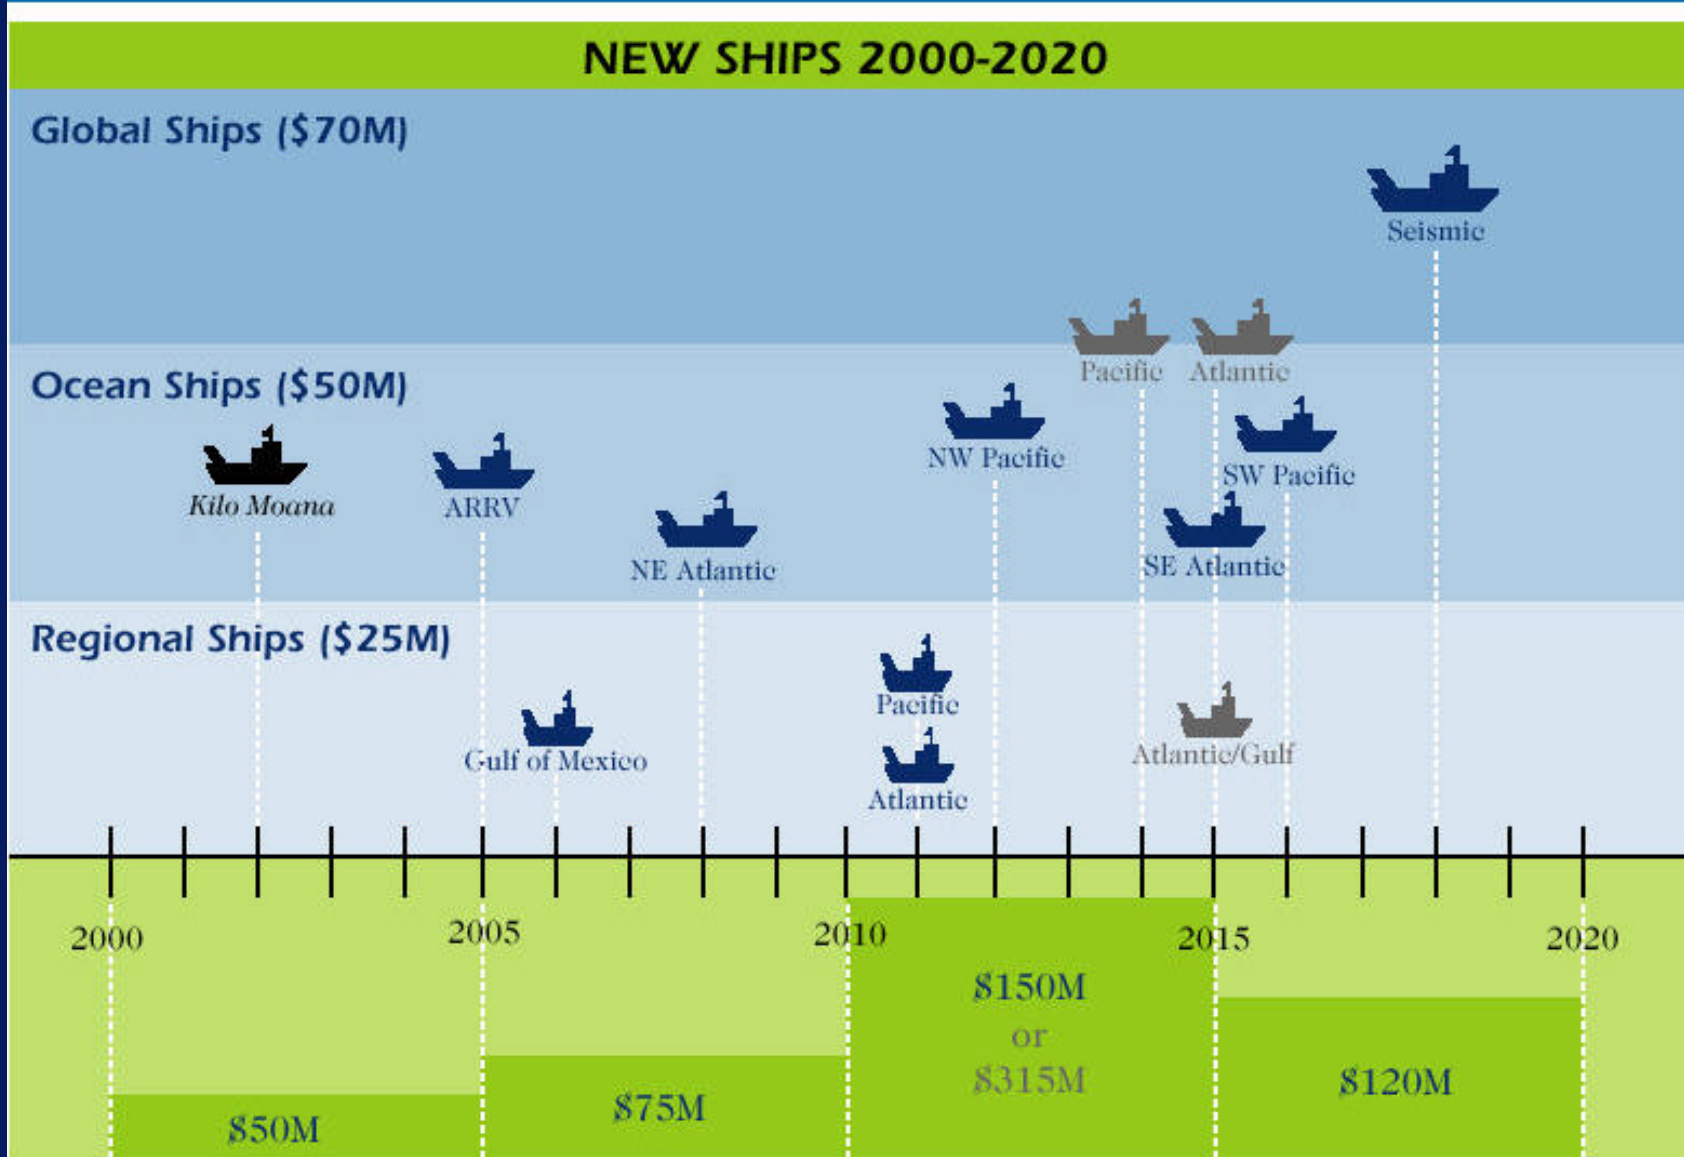 NEW SHIPS 2000-2020
Global Ships ($70M)
Seismic
Pacific
Atlantic
Ocean Ships ($50M)
NW Pacific
SW Pacific
Kilo Moana
ARRV
NE Atlantic
SE Atlantic
Regional Ships ($25M)
Pacific
Gulf of Mexico
Atlantic/Gulf
Atlantic
2000
2005
2010
2015
2020
$150M
or
$315M
$120M
$75M
$50M